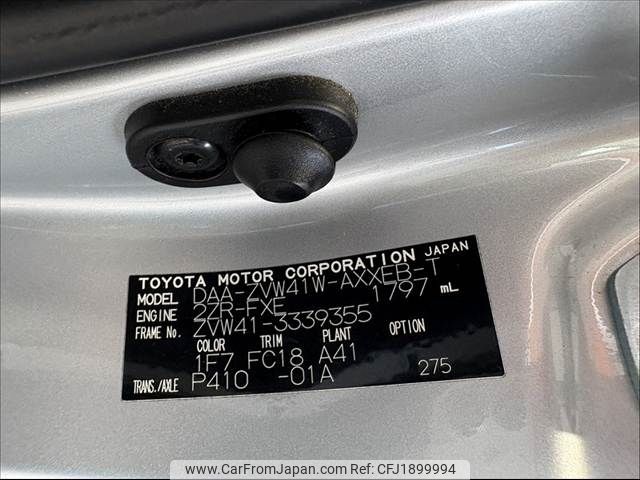 TOYOTA MOTOR CORPORATION JAPAN
MODEL DAA-ZVW41W-AXXEB-T
ENGINE 2ZR-FXE 1797 mL
FRAME No. ZVW41-3339355
COLOR TRIM PLANT OPTION
1F7 FC18 A41
TRANS./AXLE P410 -01A 275
www.CarFromJapan.com Ref No: CFJ1899994